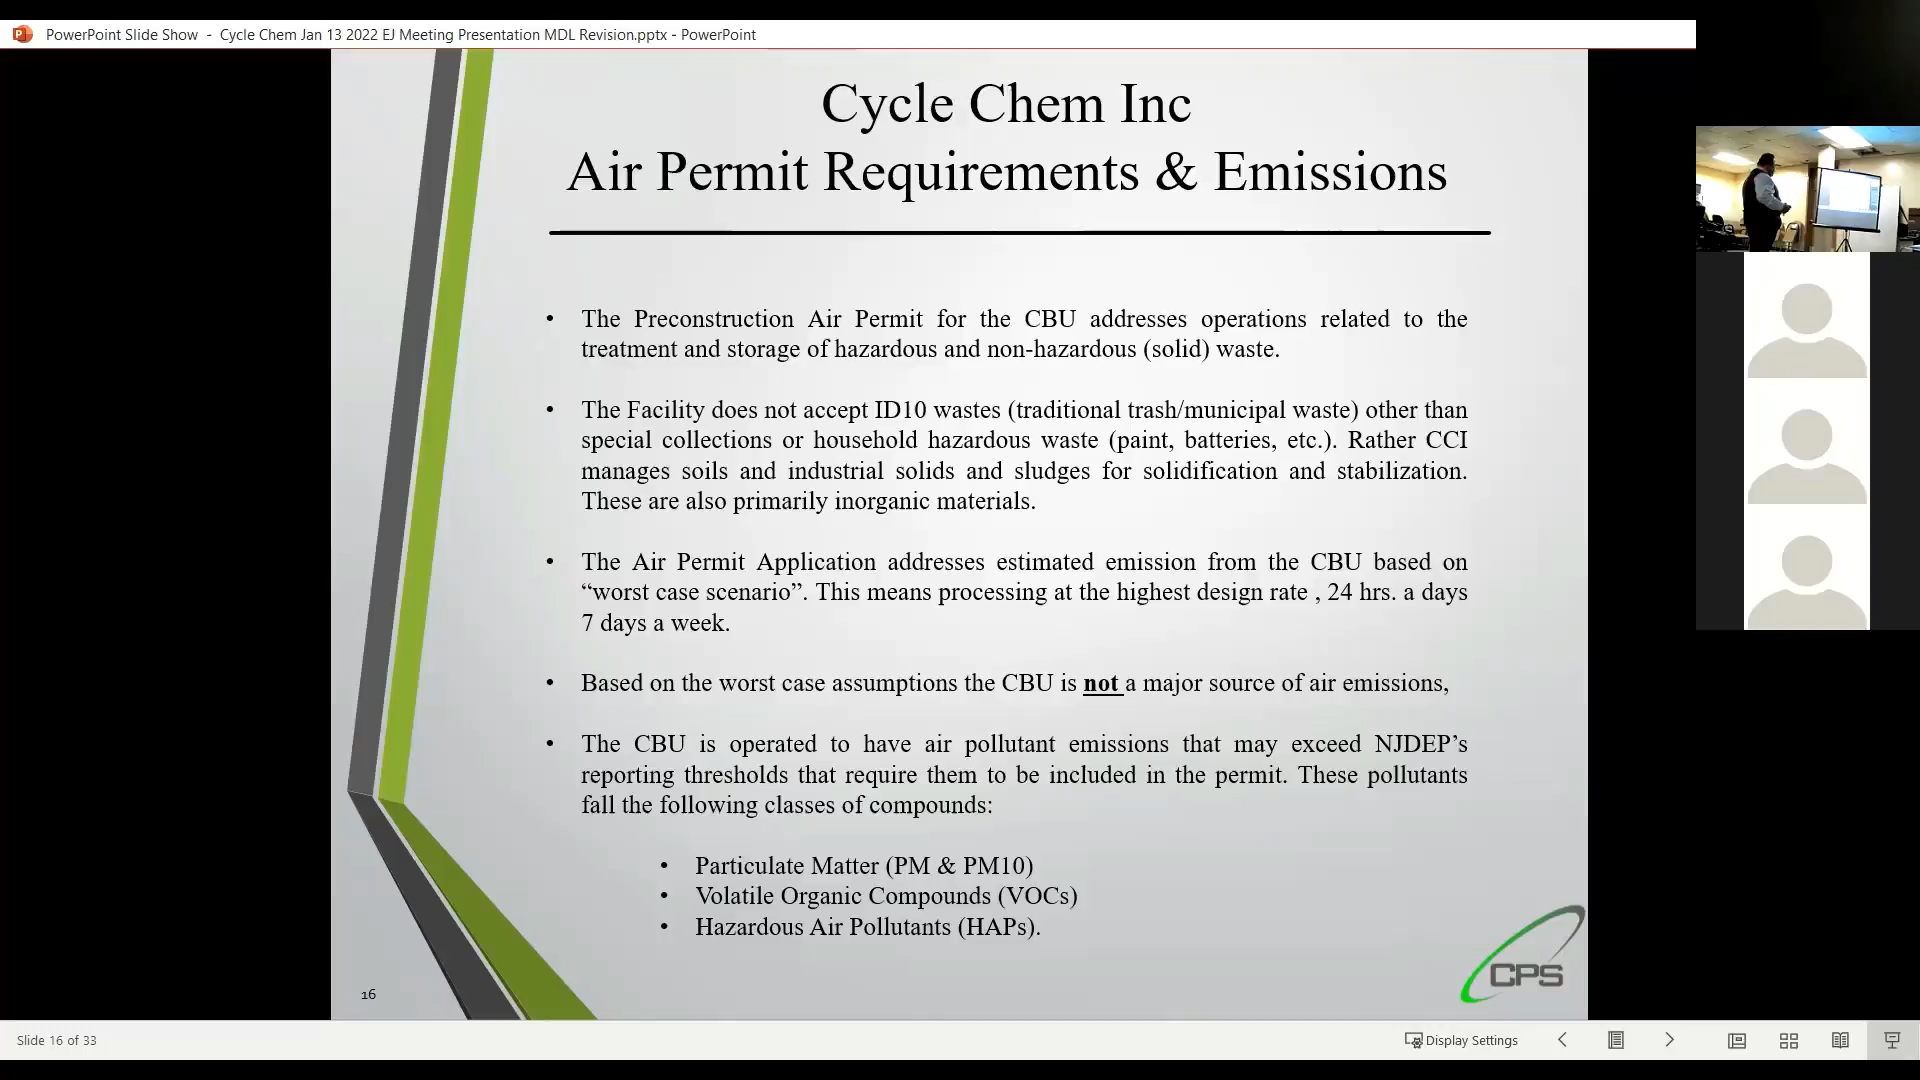 PowerPoint Slide Show - Cycle Chem Jan 13 2022 EJ Meeting Presentation MDL Revision.pptx - PowerPoint
Cycle Chem Inc
Air Permit Requirements & Emissions
• The Preconstruction Air Permit for the CBU addresses operations related to the
treatment and storage of hazardous and non-hazardous (solid) waste.
• The Facility does not accept ID10 wastes (traditional trash/municipal waste) other than
special collections or household hazardous waste (paint, batteries, etc.). Rather CCI
manages soils and industrial solids and sludges for solidification and stabilization.
These are also primarily inorganic materials.
• The Air Permit Application addresses estimated emission from the CBU based on
“worst case scenario”. This means processing at the highest design rate , 24 hrs. a days
7 days a week.
• Based on the worst case assumptions the CBU is not a major source of air emissions,
• The CBU is operated to have air pollutant emissions that may exceed NJDEP’s
reporting thresholds that require them to be included in the permit. These pollutants
fall the following classes of compounds:
• Particulate Matter (PM & PM10)
• Volatile Organic Compounds (VOCs)
• Hazardous Air Pollutants (HAPs).
CPS
16
Slide 16 of 33
Display Settings